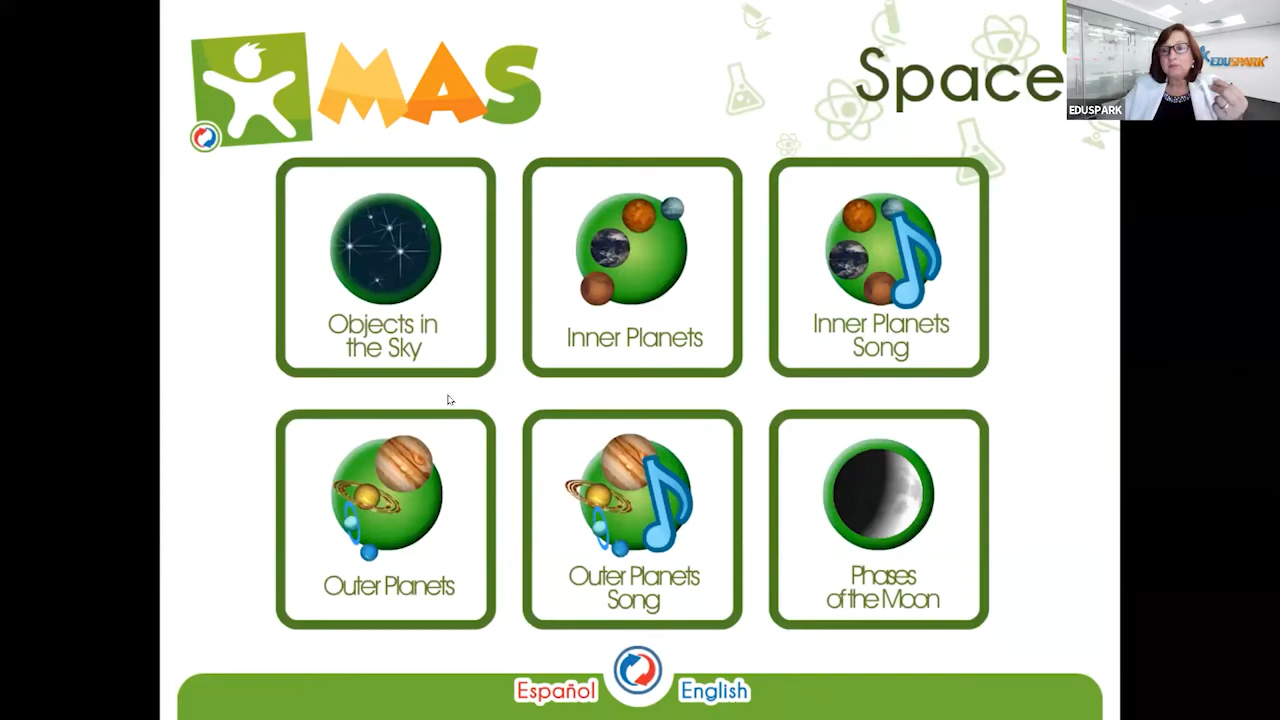 MAS
Space
EDUSPARK
EDUSPARK
Objects in
the Sky
Inner Planets
Inner Planets
Song
Outer Planets
Outer Planets
Song
Phases
of the Moon
Español
English